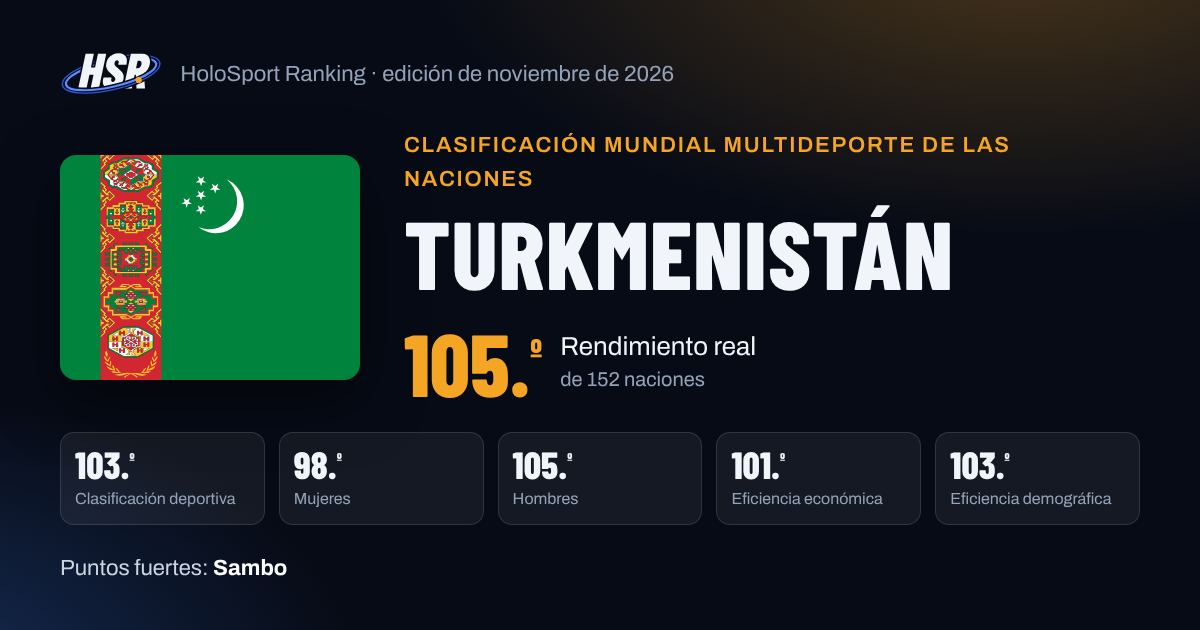 HSR
HoloSport Ranking · edición de noviembre de 2026
CLASIFICACIÓN MUNDIAL MULTIDEPORTE DE LAS
NACIONES
TURKMENISTÁN
105.º
Rendimiento real
de 152 naciones
103.º
Clasificación deportiva
98.º
Mujeres
105.º
Hombres
101.º
Eficiencia económica
103.º
Eficiencia demográfica
Puntos fuertes: Sambo